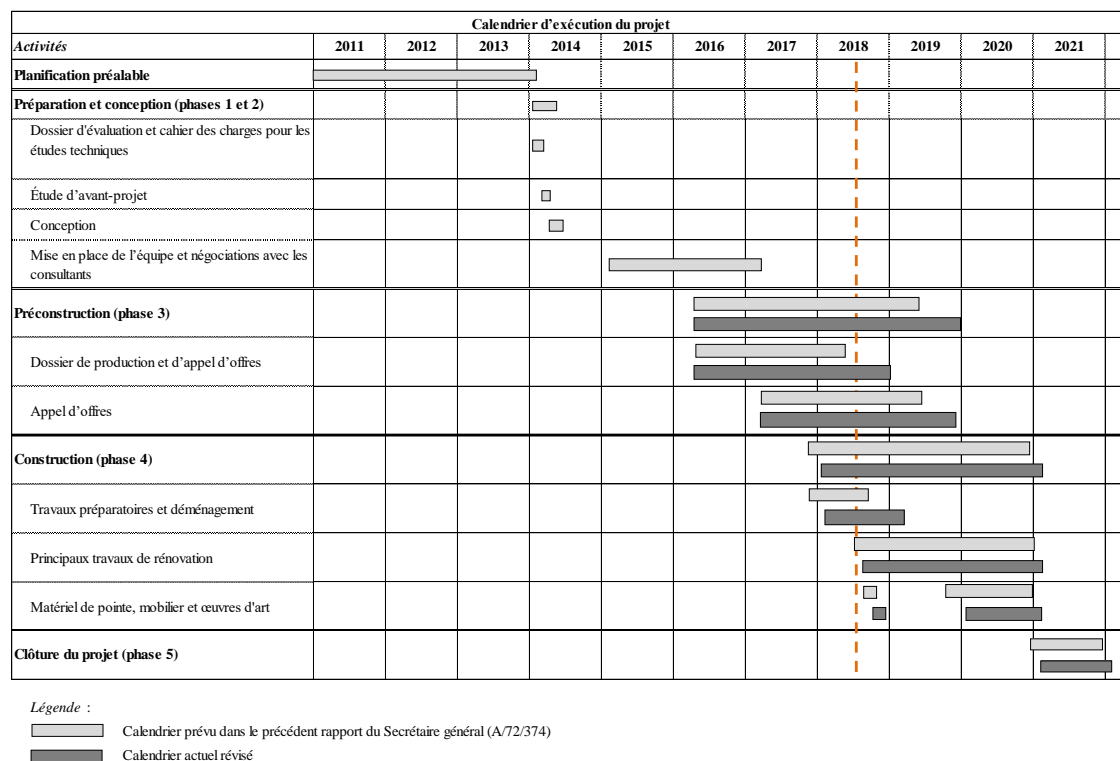 Calendrier d’exécution du projet
Activités 2011 2012 2013 2014 2015 2016 2017 2018 2019 2020 2021
Planification préalable
Préparation et conception (phases 1 et 2)
Dossier d'évaluation et cahier des charges pour les
études techniques
Étude d’avant-projet
Conception
Mise en place de l’équipe et négociations avec les
consultants
Préconstruction (phase 3)
Dossier de production et d’appel d’offres
Appel d’offres
Construction (phase 4)
Travaux préparatoires et déménagement
Principaux travaux de rénovation
Matériel de pointe, mobilier et œuvres d'art
Clôture du projet (phase 5)
Légende :
Calendrier prévu dans le précédent rapport du Secrétaire général (A/72/374)
Calendrier actuel révisé